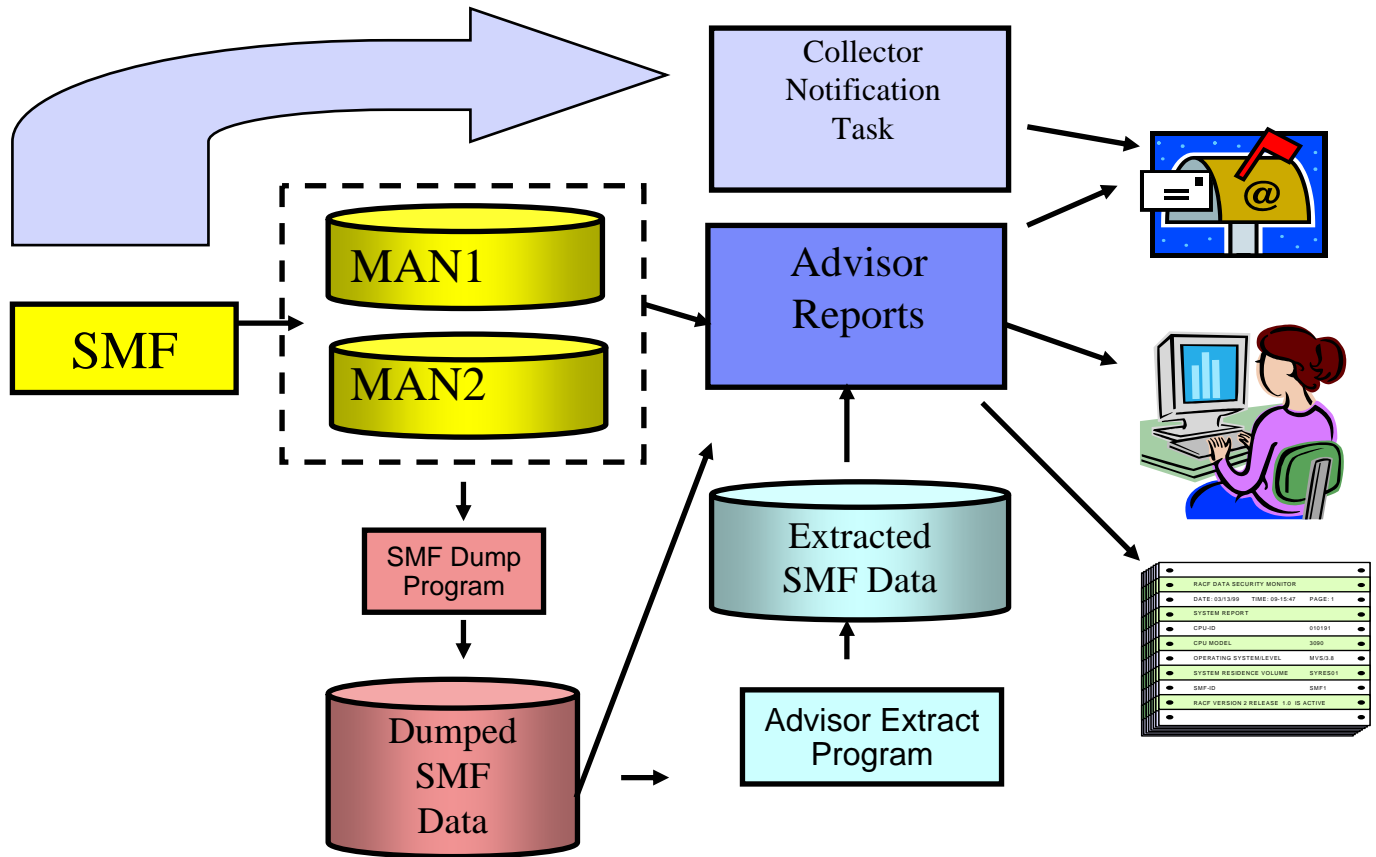 Collector
Notification
Task
@
MAN1
MAN2
SMF
Advisor
Reports
SMF Dump
Program
Extracted
SMF Data
Dumped
SMF
Data
Advisor Extract
Program
RACF DATA SECURITY MONITOR
DATE: 03/13/99 TIME: 09-15:47 PAGE: 1
SYSTEM REPORT
CPU-ID 010191
CPU MODEL 3090
OPERATING SYSTEM/LEVEL MVS/3.8
SYSTEM RESIDENCE VOLUME SYRES01
SMF-ID SMF1
RACF VERSION 2 RELEASE 1.0 IS ACTIVE